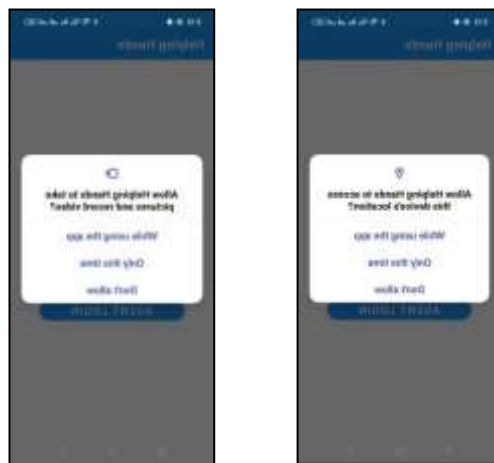 Helping Hands
Allow Helping Hands to take
pictures and record video?
While using the app
Only this time
Don't allow
AGENT LOGIN
Helping Hands
Allow Helping Hands to access
this device's location?
While using the app
Only this time
Don't allow
AGENT LOGIN